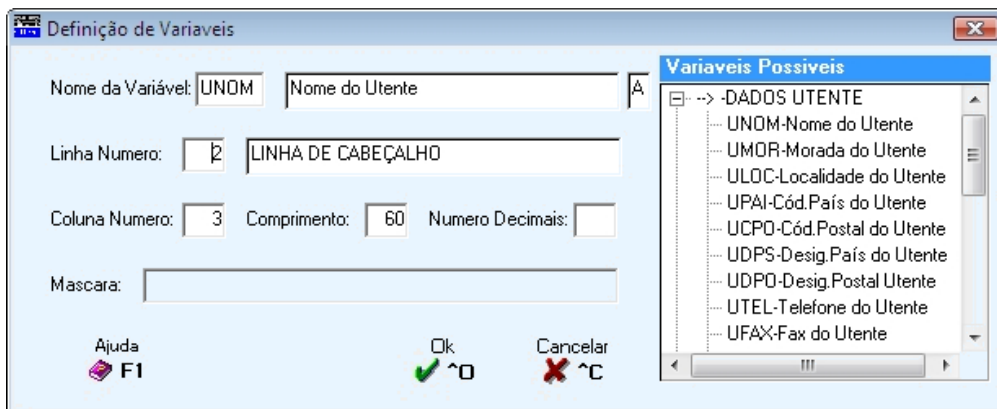 Definição de Variaveis
Nome da Variável: UNOM Nome do Utente A
Linha Numero: 2 LINHA DE CABEÇALHO
Coluna Numero: 3 Comprimento: 60 Numero Decimais:
Mascara:
Ajuda
F1
Ok
^O
Cancelar
^C
Variaveis Possiveis
--> -DADOS UTENTE
UNOM-Nome do Utente
UMOR-Morada do Utente
ULOC-Localidade do Utente
UPAI-Cód.País do Utente
UCPO-Cód.Postal do Utente
UDPS-Desig.País do Utente
UDPO-Desig.Postal Utente
UTEL-Telefone do Utente
UFAX-Fax do Utente